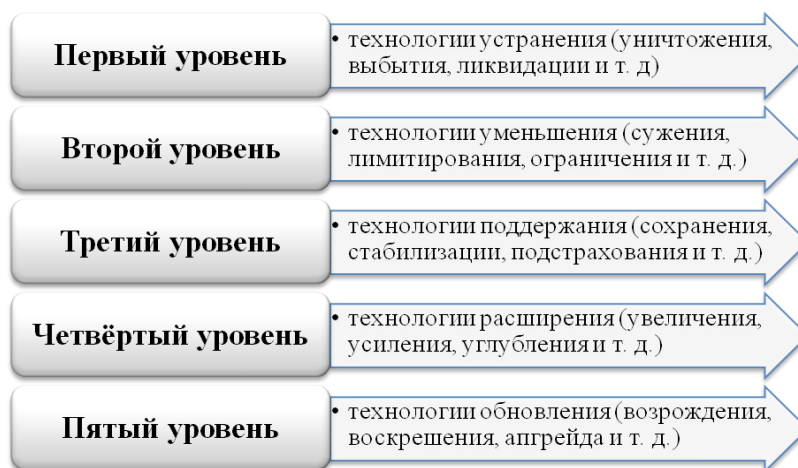 Первый уровень
• технологии устранения (уничтожения,
выбытия, ликвидации и т. д)
Второй уровень
• технологии уменьшения (сужения,
лимитирования, ограничения и т. д.)
Третий уровень
• технологии поддержания (сохранения,
стабилизации, подстрахования и т. д.)
Четвёртый уровень
• технологии расширения (увеличения,
усиления, углубления и т. д.)
Пятый уровень
• технологии обновления (возрождения,
воскрешения, апгрейда и т. д.)